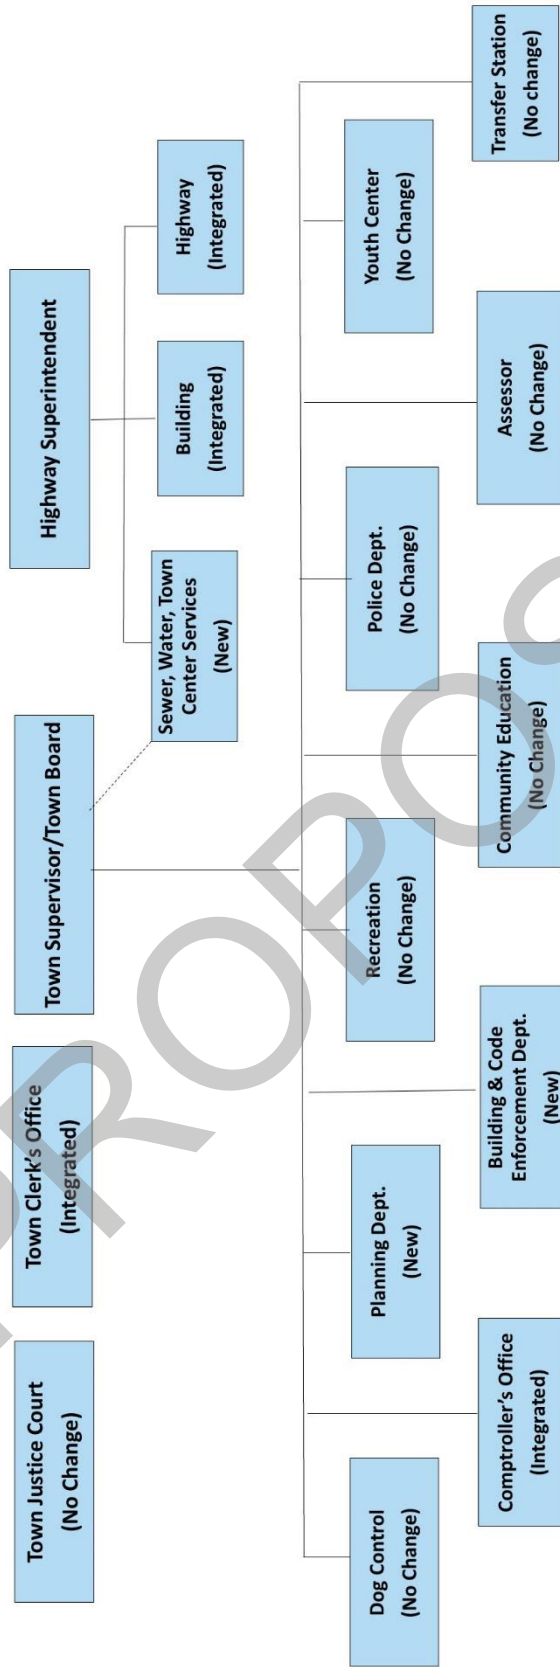 Town Justice Court
(No Change)
Town Clerk's Office
(Integrated)
Town Supervisor/Town Board
Highway Superintendent
Sewer, Water, Town
Center Services
(New)
Building
(Integrated)
Highway
(Integrated)
Dog Control
(No Change)
Planning Dept.
(New)
Recreation
(No Change)
Police Dept.
(No Change)
Youth Center
(No Change)
Comptroller's Office
(Integrated)
Building & Code
Enforcement Dept.
(New)
Community Education
(No Change)
Assessor
(No Change)
Transfer Station
(No change)
PROPOS